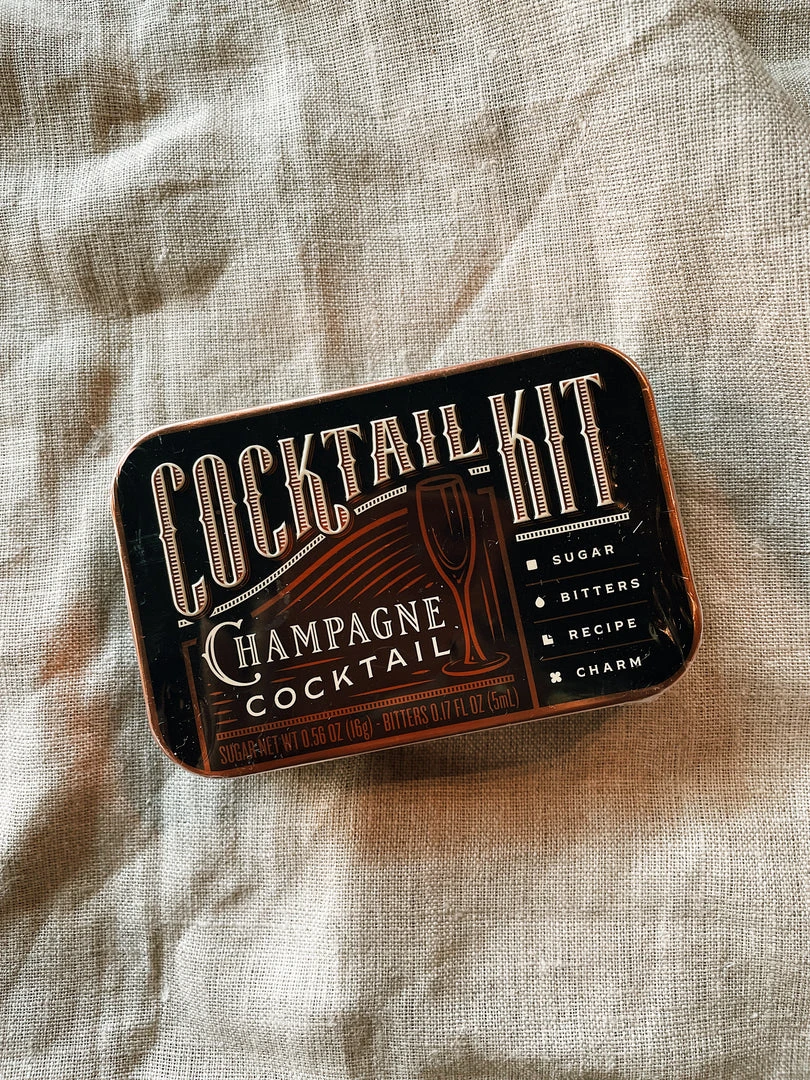 COCKTAIL KIT
CHAMPAGNE
COCKTAIL
SUGAR NET WT 0.56 OZ (16g) - BITTERS 0.17 FL OZ (5mL)
SUGAR
BITTERS
RECIPE
CHARM